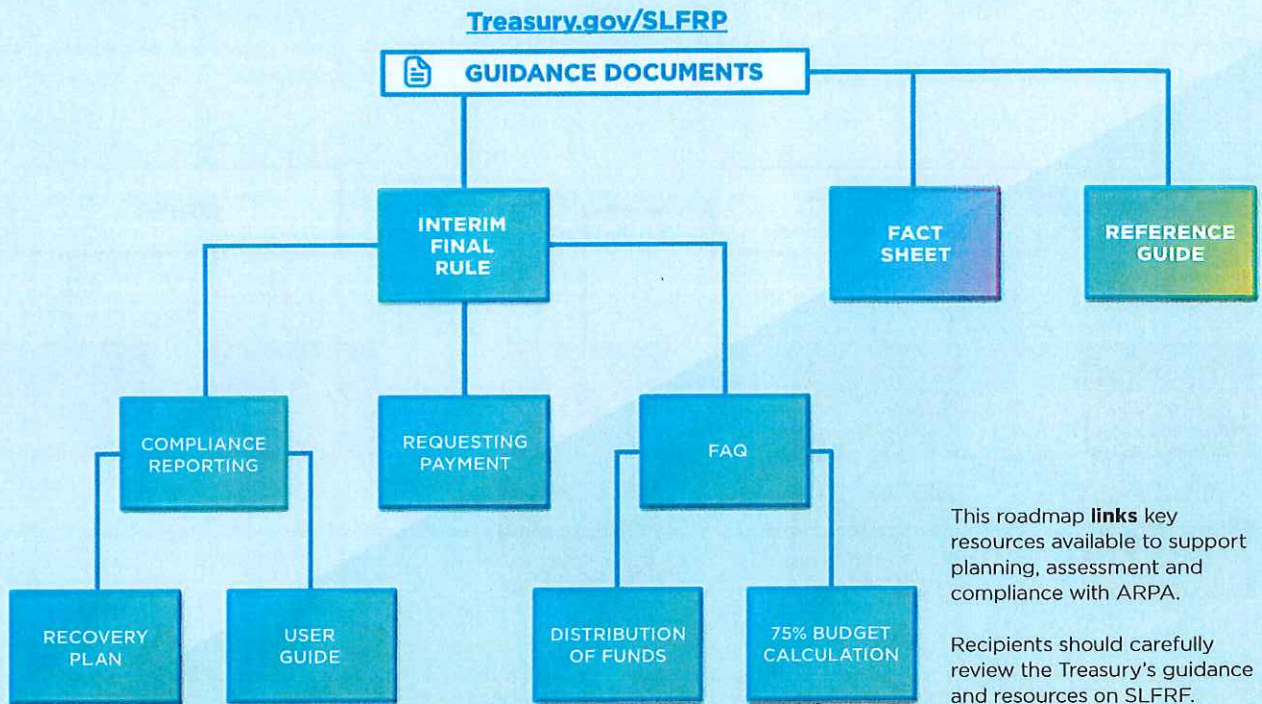 Treasury.gov/SLFRP
GUIDANCE DOCUMENTS
INTERIM
FINAL
RULE
FACT
SHEET
REFERENCE
GUIDE
COMPLIANCE
REPORTING
REQUESTING
PAYMENT
FAQ
RECOVERY
PLAN
USER
GUIDE
DISTRIBUTION
OF FUNDS
75% BUDGET
CALCULATION
This roadmap links key
resources available to support
planning, assessment and
compliance with ARPA.
Recipients should carefully
review the Treasury's guidance
and resources on SLFRF.